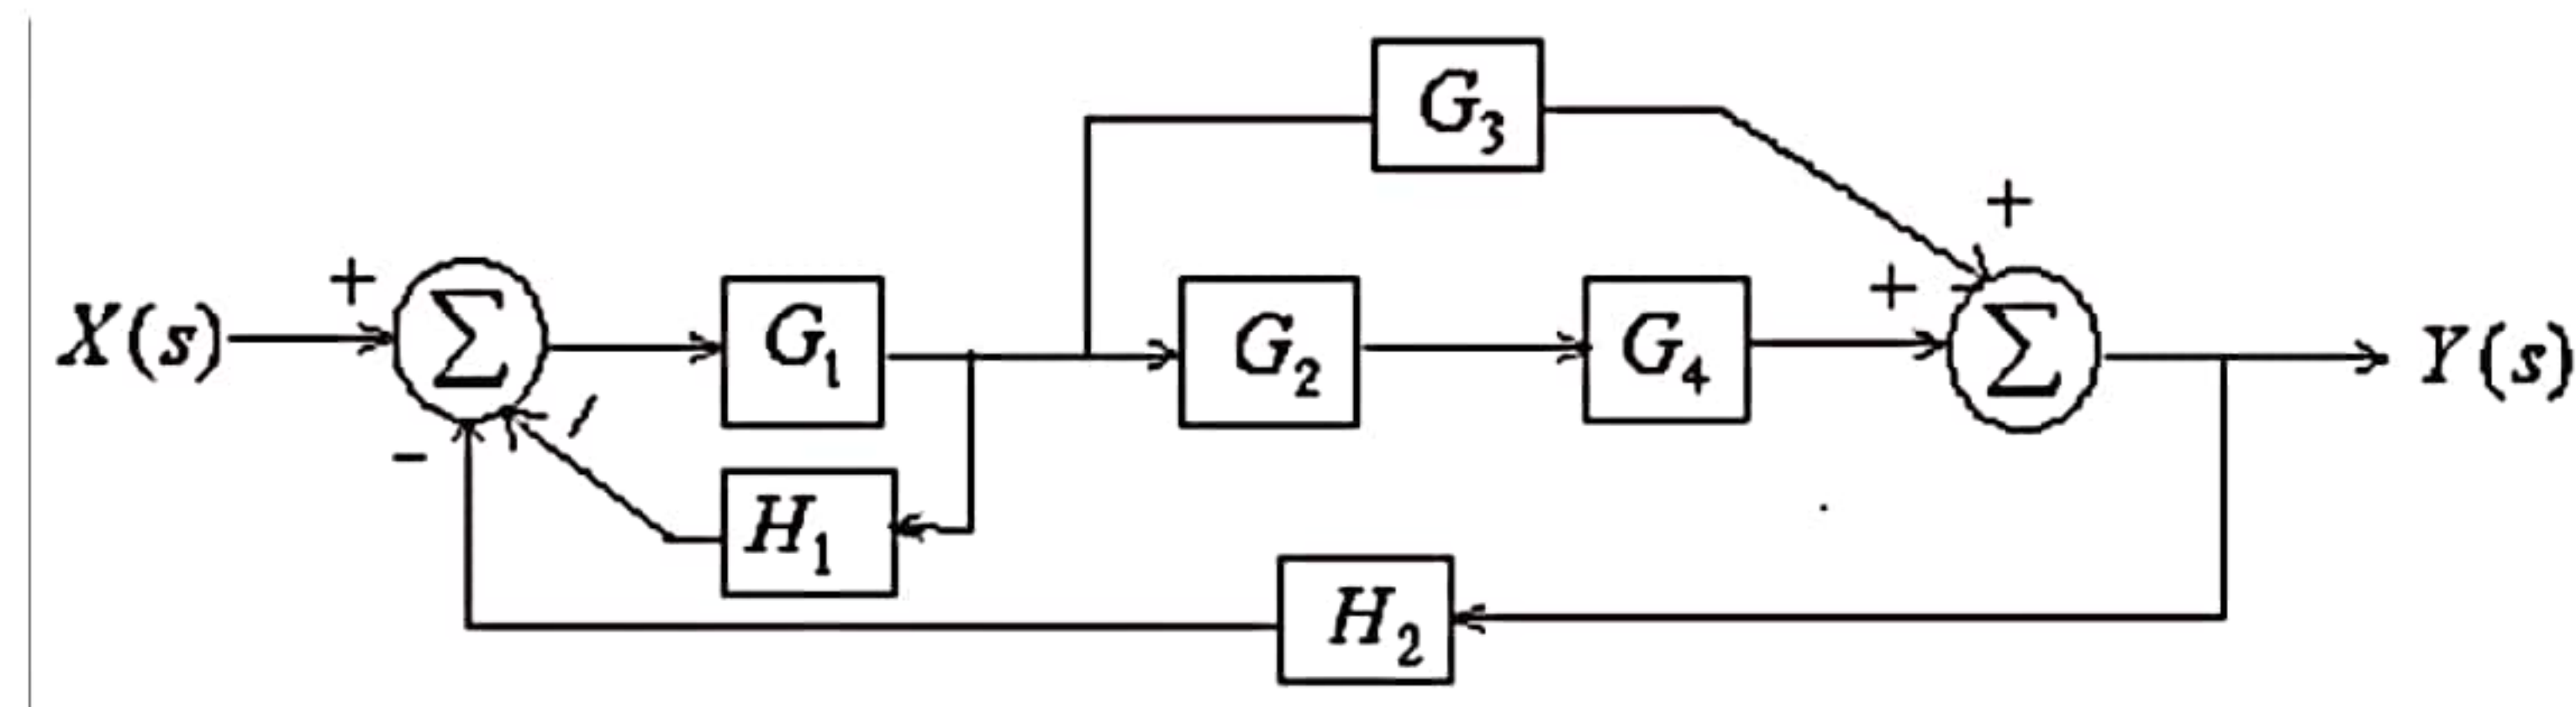 G₃
+
+ +
X(s) Σ G₁ G₂ G₄ Σ Y(s)
-
H₁
H₂